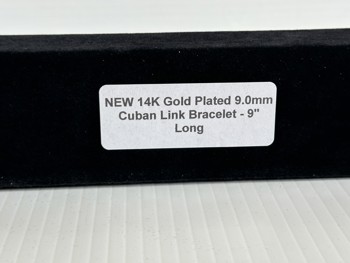 NEW 14K Gold Plated 9.0mm
Cuban Link Bracelet - 9"
Long